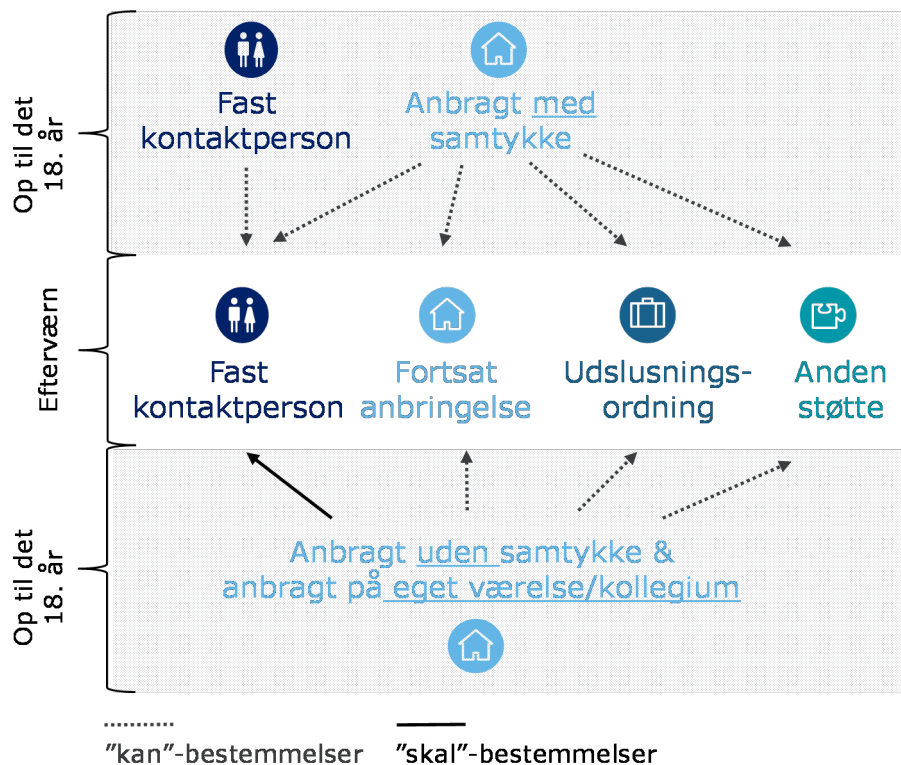 Op til det
18. år
Fast
kontaktperson
Anbragt med
samtykke
Efterværn
Fast
kontaktperson
Fortsat
anbringelse
Udslusnings-
ordning
Anden
støtte
Op til det
18. år
Anbragt uden samtykke &
anbragt på eget værelse/kollegium
”kan”-bestemmelser
”skal”-bestemmelser